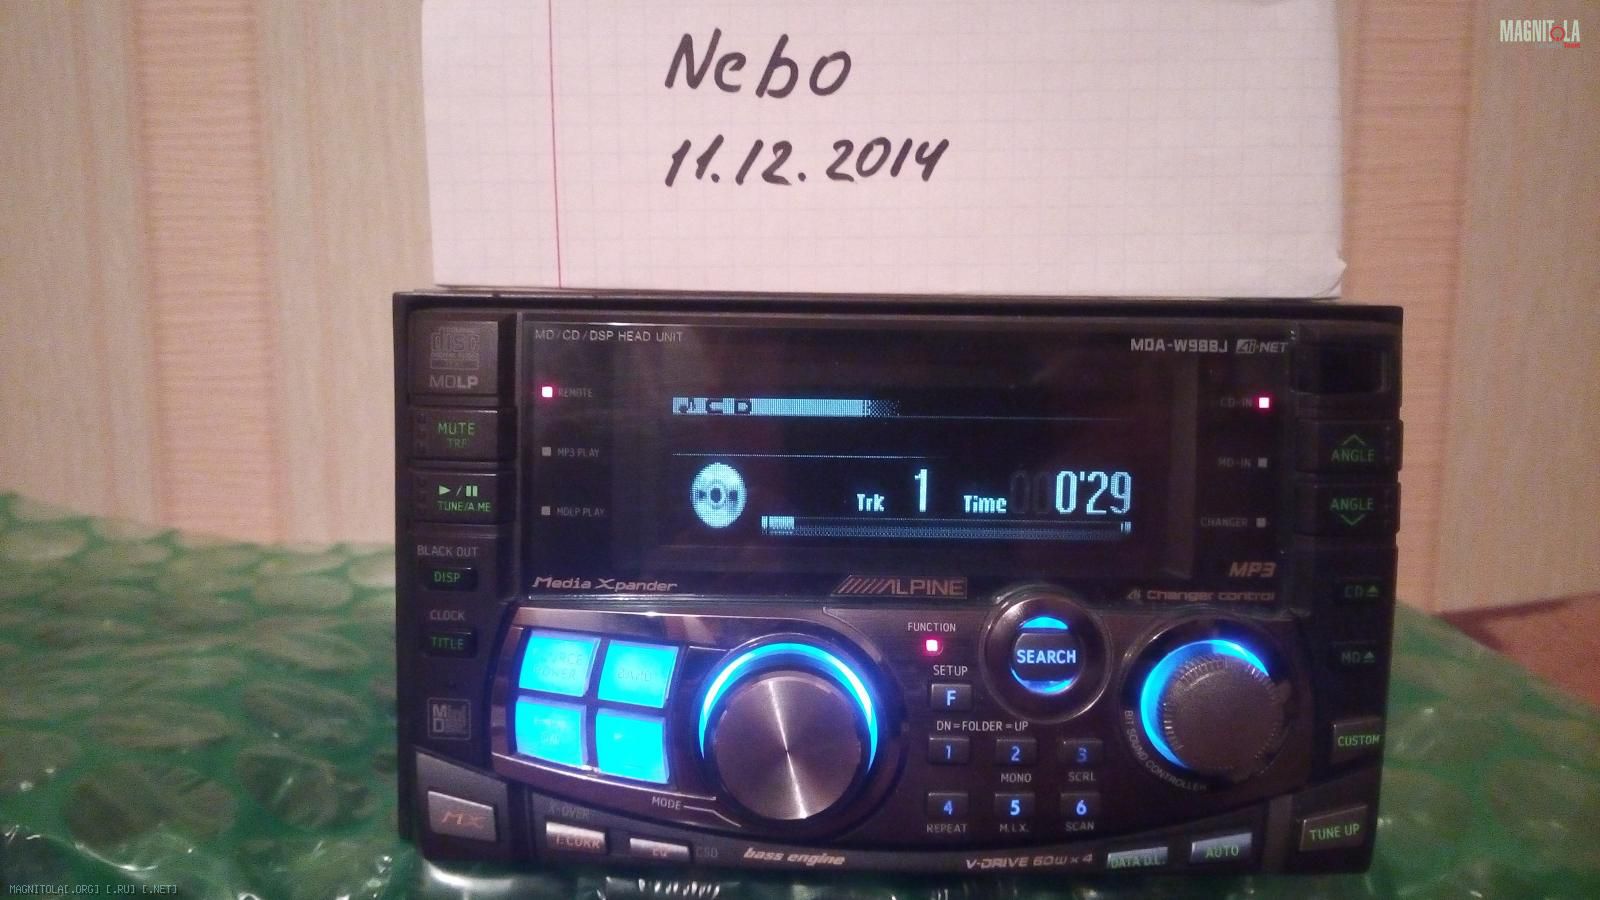 MAGNITOLA
Nebo
11.12.2014
MD/CD/DSP HEAD UNIT
MDA-W988J Ai-NET
disc
MDLP
REMOTE
CD-IN
MUTE
TRF
MP3 PLAY
MD-IN
ANGLE
CD
Trk 1 Time 0'29
▶/II
TUNE/A.ME
MDLP PLAY
CHANGER
ANGLE
BLACK OUT
DISP
Media Xpander
ALPINE
MP3
Ai Changer control
CD
CLOCK
TITLE
FUNCTION
SEARCH
MD
SETUP
F
DN=FOLDER=UP
1 2 3
MONO SCRL
4 5 6
REPEAT M.I.X. SCAN
BIT SOUND CONTROLLER
CUSTOM
MODE
MX
X-OVER
T.CORR
EQ
CSD
bass engine
V-DRIVE 60W×4
DATA D.L.
AUTO
TUNE UP
MAGNITOLA[.ORG] [.RU] [.NET]